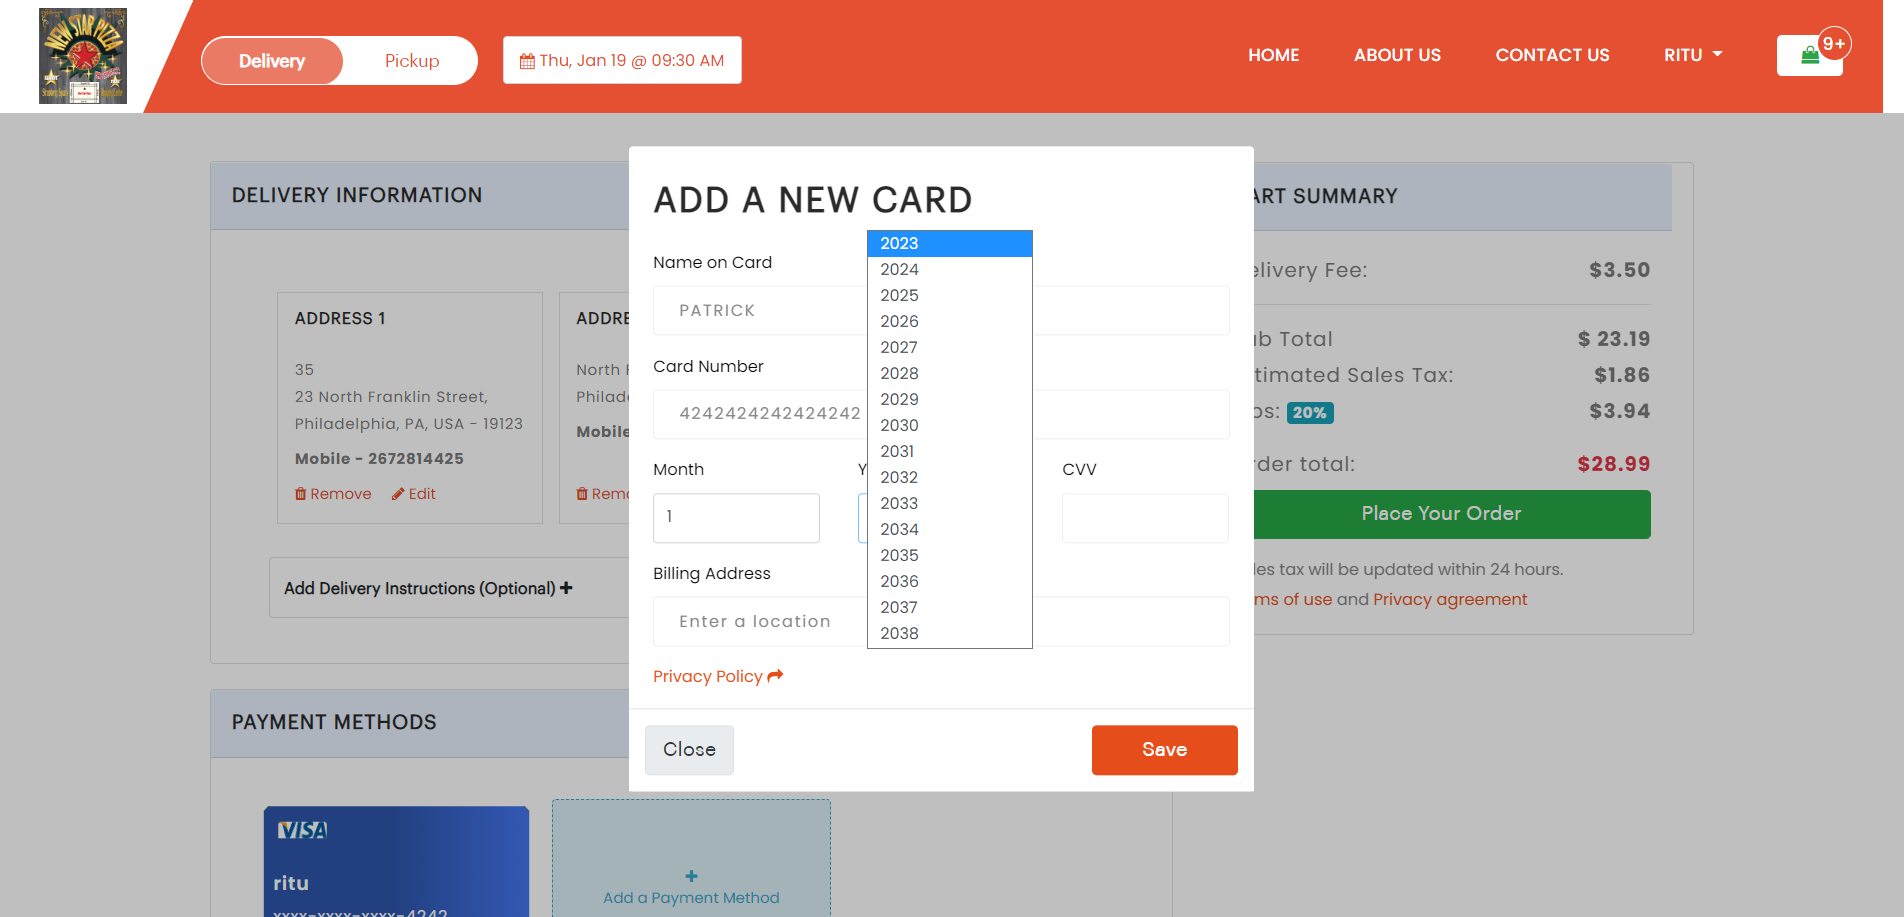 NEW STAR PIZZA
Delivery
Pickup
Thu, Jan 19 @ 09:30 AM
HOME
ABOUT US
CONTACT US
RITU
9+
DELIVERY INFORMATION
ADDRESS 1
35
23 North Franklin Street,
Philadelphia, PA, USA - 19123
Mobile - 2672814425
Remove
Edit
ADDRE
North F
Philad
Mobile
Remo
Add Delivery Instructions (Optional)
PAYMENT METHODS
VISA
ritu
xxxx-xxxx-xxxx-4242
Add a Payment Method
ADD A NEW CARD
Name on Card
PATRICK
Card Number
4242424242424242
Month
1
Y
2023
2024
2025
2026
2027
2028
2029
2030
2031
2032
2033
2034
2035
2036
2037
2038
CVV
Billing Address
Enter a location
Privacy Policy
Close
Save
ART SUMMARY
elivery Fee: $3.50
ub Total $ 23.19
timated Sales Tax: $1.86
ps: 20% $3.94
rder total: $28.99
Place Your Order
les tax will be updated within 24 hours.
ms of use and Privacy agreement